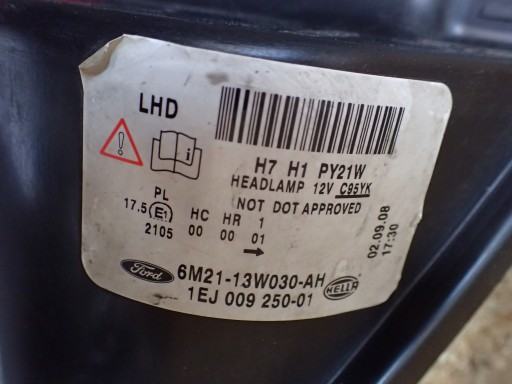 LHD
H7 H1 PY21W
HEADLAMP 12V C95YK
NOT DOT APPROVED
PL
17.5 E1 HC HR 1
2105 00 00 01
02.09.08
17:30
Ford 6M21-13W030-AH
1EJ 009 250-01 HELLA